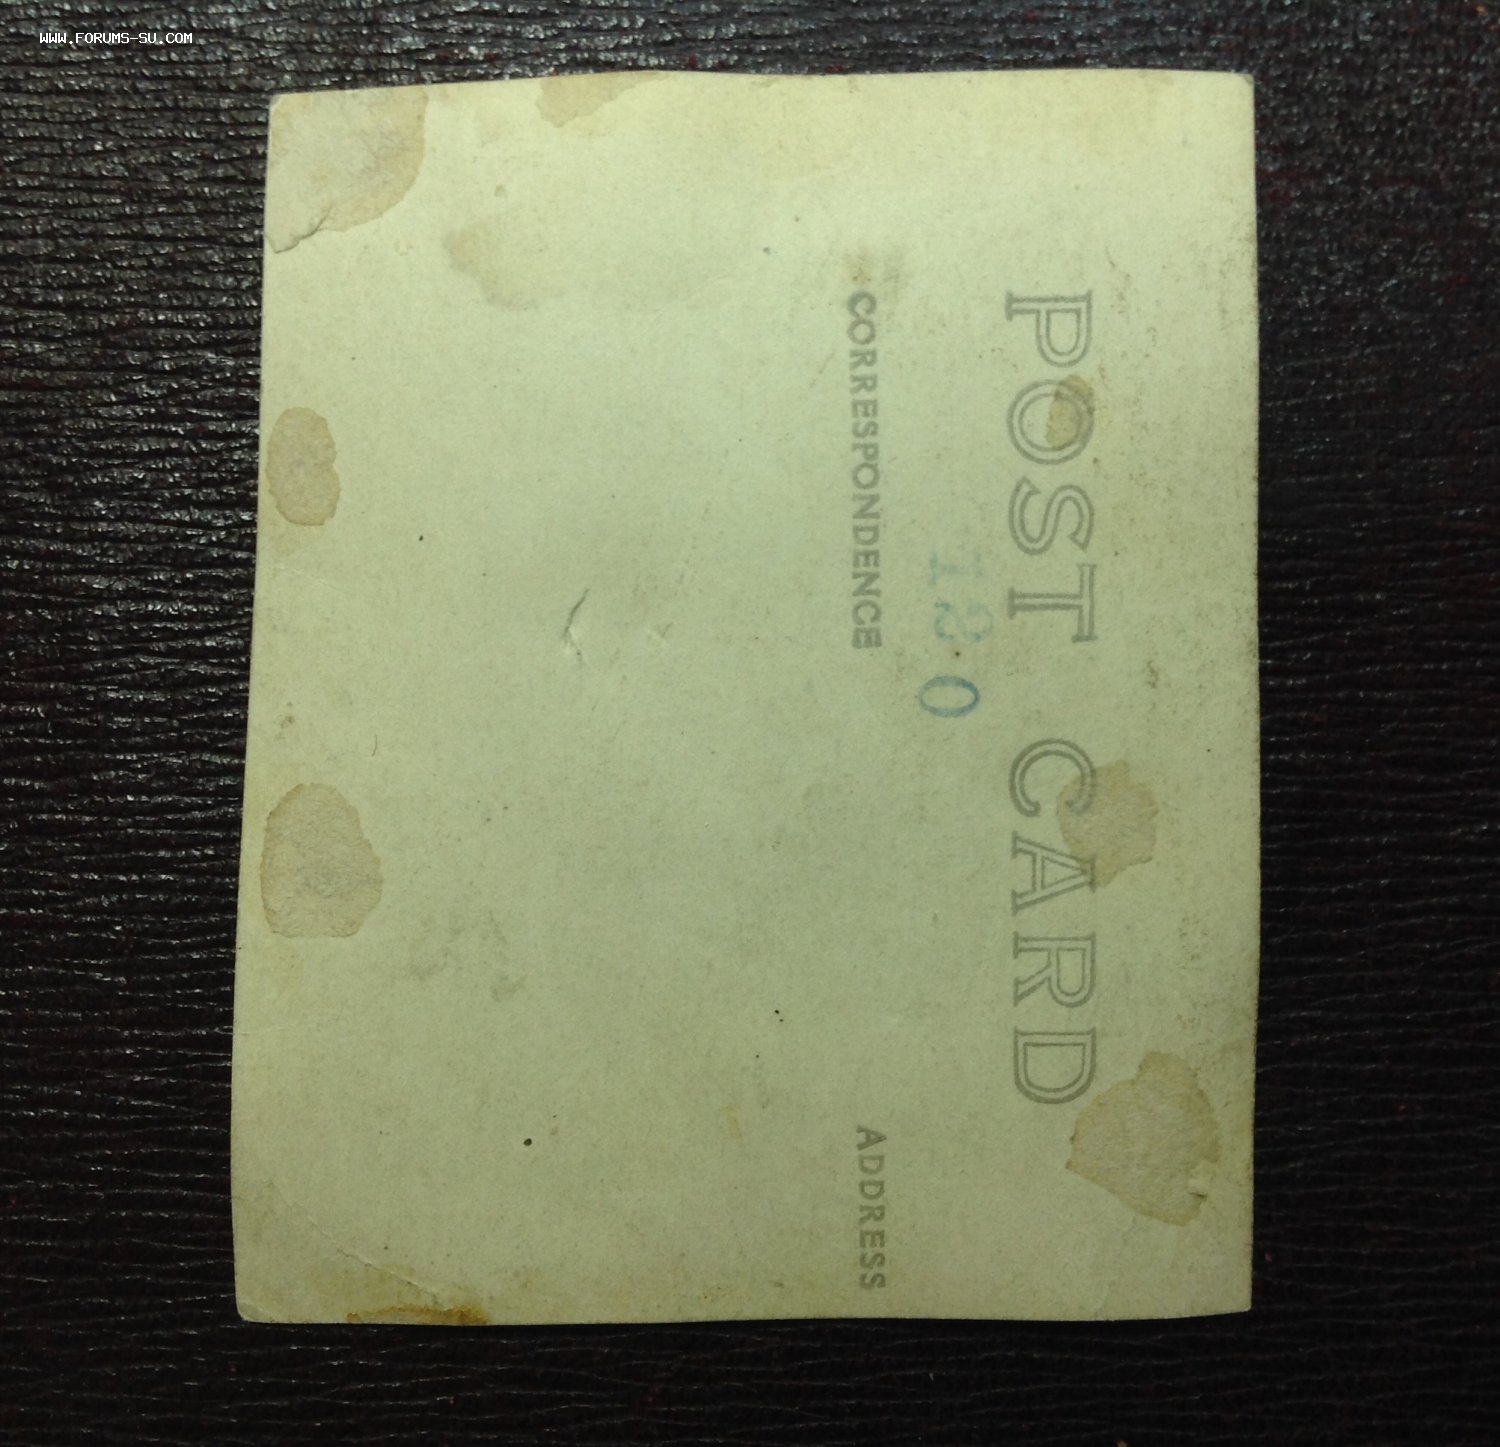 WWW.FORUMS-SU.COM
POST CARD
120
CORRESPONDENCE
ADDRESS